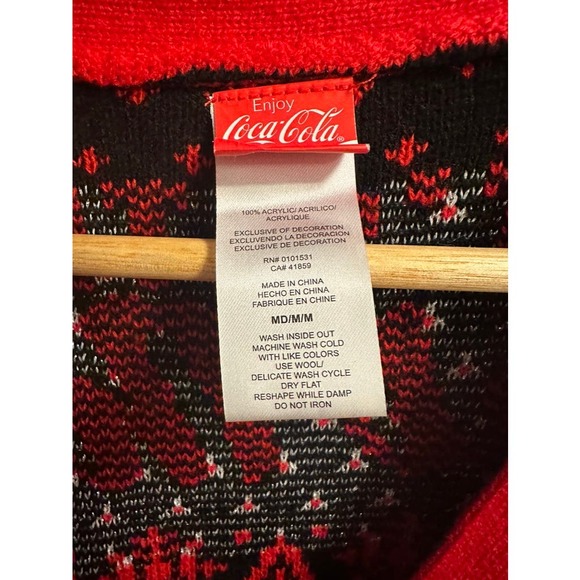 Enjoy
Coca-Cola®
100% ACRYLIC/ ACRILICO/
ACRYLIQUE
EXCLUSIVE OF DECORATION
EXCLUYENDO LA DECORACION
EXCLUSIVE DE DECORATION
RN# 0101531
CA# 41859
MADE IN CHINA
HECHO EN CHINA
FABRIQUE EN CHINE
MD/M/M
WASH INSIDE OUT
MACHINE WASH COLD
WITH LIKE COLORS
USE WOOL/
DELICATE WASH CYCLE
DRY FLAT
RESHAPE WHILE DAMP
DO NOT IRON